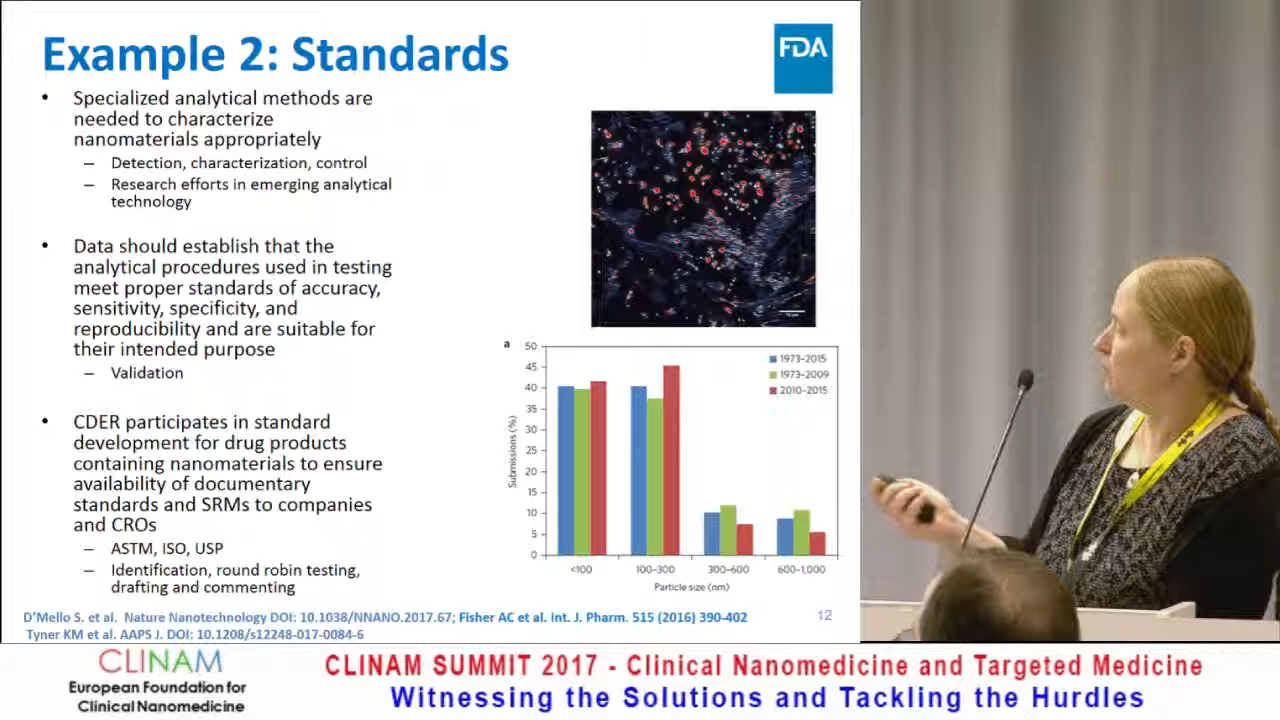 Example 2: Standards
FDA
• Specialized analytical methods are
needed to characterize
nanomaterials appropriately
– Detection, characterization, control
– Research efforts in emerging analytical
technology
• Data should establish that the
analytical procedures used in testing
meet proper standards of accuracy,
sensitivity, specificity, and
reproducibility and are suitable for
their intended purpose
– Validation
• CDER participates in standard
development for drug products
containing nanomaterials to ensure
availability of documentary
standards and SRMs to companies
and CROs
– ASTM, ISO, USP
– Identification, round robin testing,
drafting and commenting
a
Submissions (%)
50
45
40
35
30
25
20
15
10
5
0
1973–2015
1973–2009
2010–2015
<100 100–300 300–600 600–1,000
Particle size (nm)
D'Mello S. et al. Nature Nanotechnology DOI: 10.1038/NNANO.2017.67; Fisher AC et al. Int. J. Pharm. 515 (2016) 390-402
Tyner KM et al. AAPS J. DOI: 10.1208/s12248-017-0084-6
12
CLINAM
European Foundation for
Clinical Nanomedicine
CLINAM SUMMIT 2017 - Clinical Nanomedicine and Targeted Medicine
Witnessing the Solutions and Tackling the Hurdles